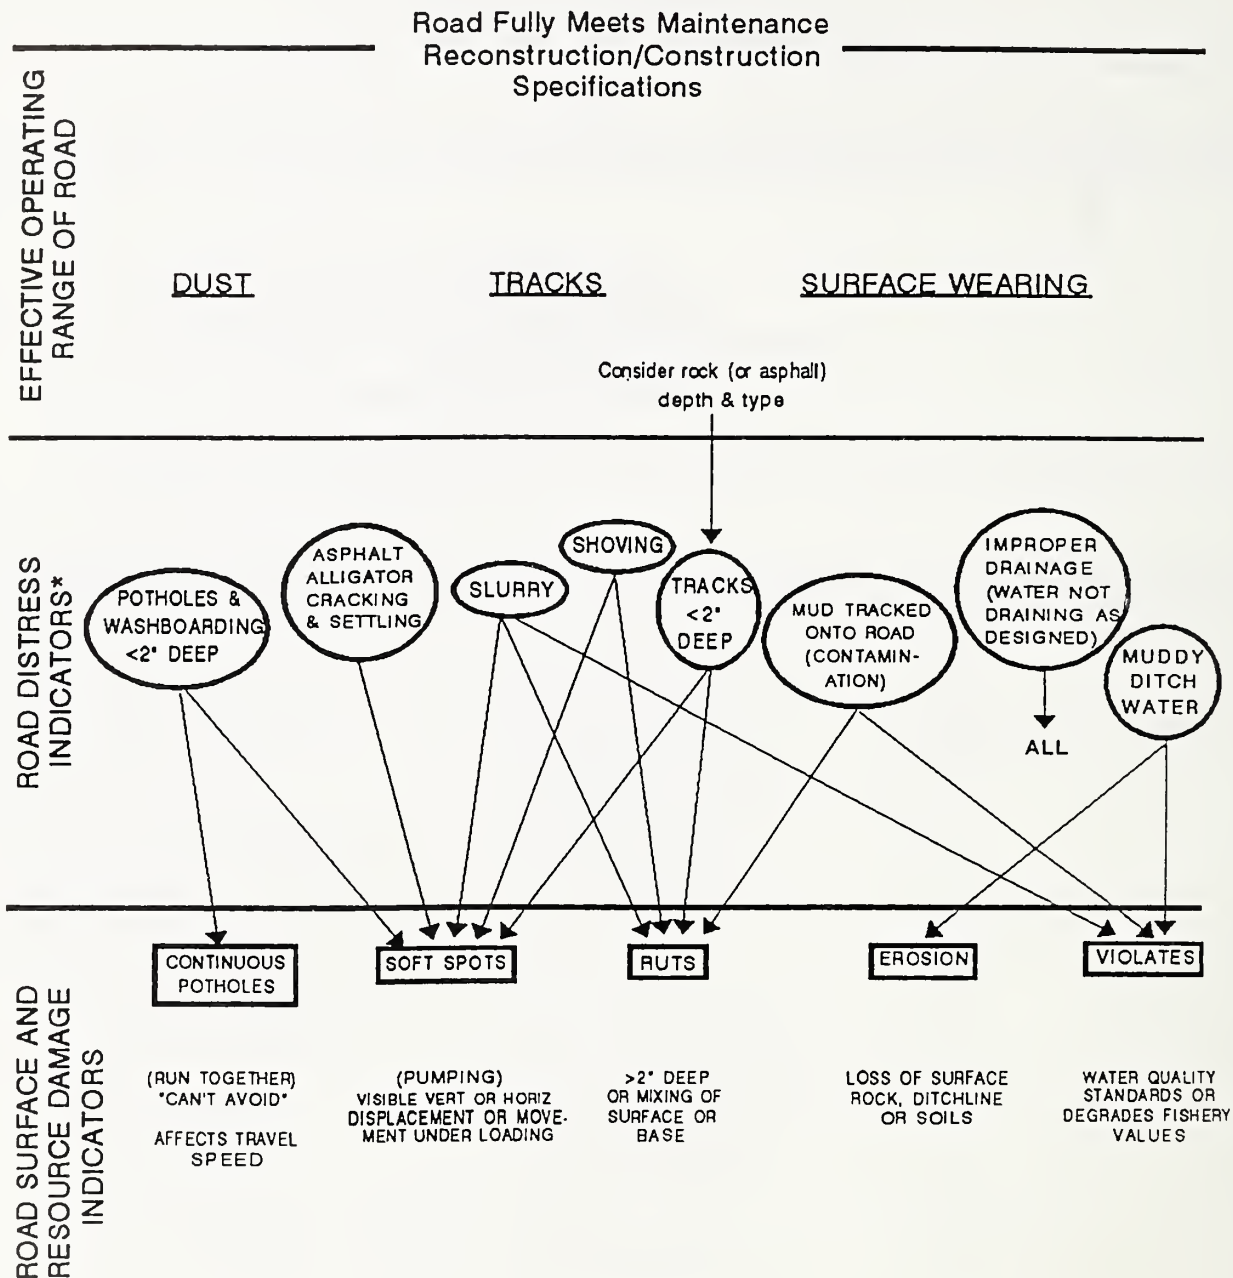 Road Fully Meets Maintenance
Reconstruction/Construction
Specifications
EFFECTIVE OPERATING
RANGE OF ROAD
DUST
TRACKS
SURFACE WEARING
Consider rock (or asphalt)
depth & type
ROAD DISTRESS
INDICATORS*
POTHOLES &
WASHBOARDING
<2" DEEP
ASPHALT
ALLIGATOR
CRACKING
& SETTLING
SLURRY
SHOVING
TRACKS
<2"
DEEP
MUD TRACKED
ONTO ROAD
(CONTAMIN-
ATION)
IMPROPER
DRAINAGE
(WATER NOT
DRAINING AS
DESIGNED)
ALL
MUDDY
DITCH
WATER
ROAD SURFACE AND
RESOURCE DAMAGE
INDICATORS
CONTINUOUS
POTHOLES
(RUN TOGETHER)
"CAN'T AVOID"
AFFECTS TRAVEL
SPEED
SOFT SPOTS
(PUMPING)
VISIBLE VERT OR HORIZ
DISPLACEMENT OR MOVE-
MENT UNDER LOADING
RUTS
>2" DEEP
OR MIXING OF
SURFACE OR
BASE
EROSION
LOSS OF SURFACE
ROCK, DITCHLINE
OR SOILS
VIOLATES
WATER QUALITY
STANDARDS OR
DEGRADES FISHERY
VALUES